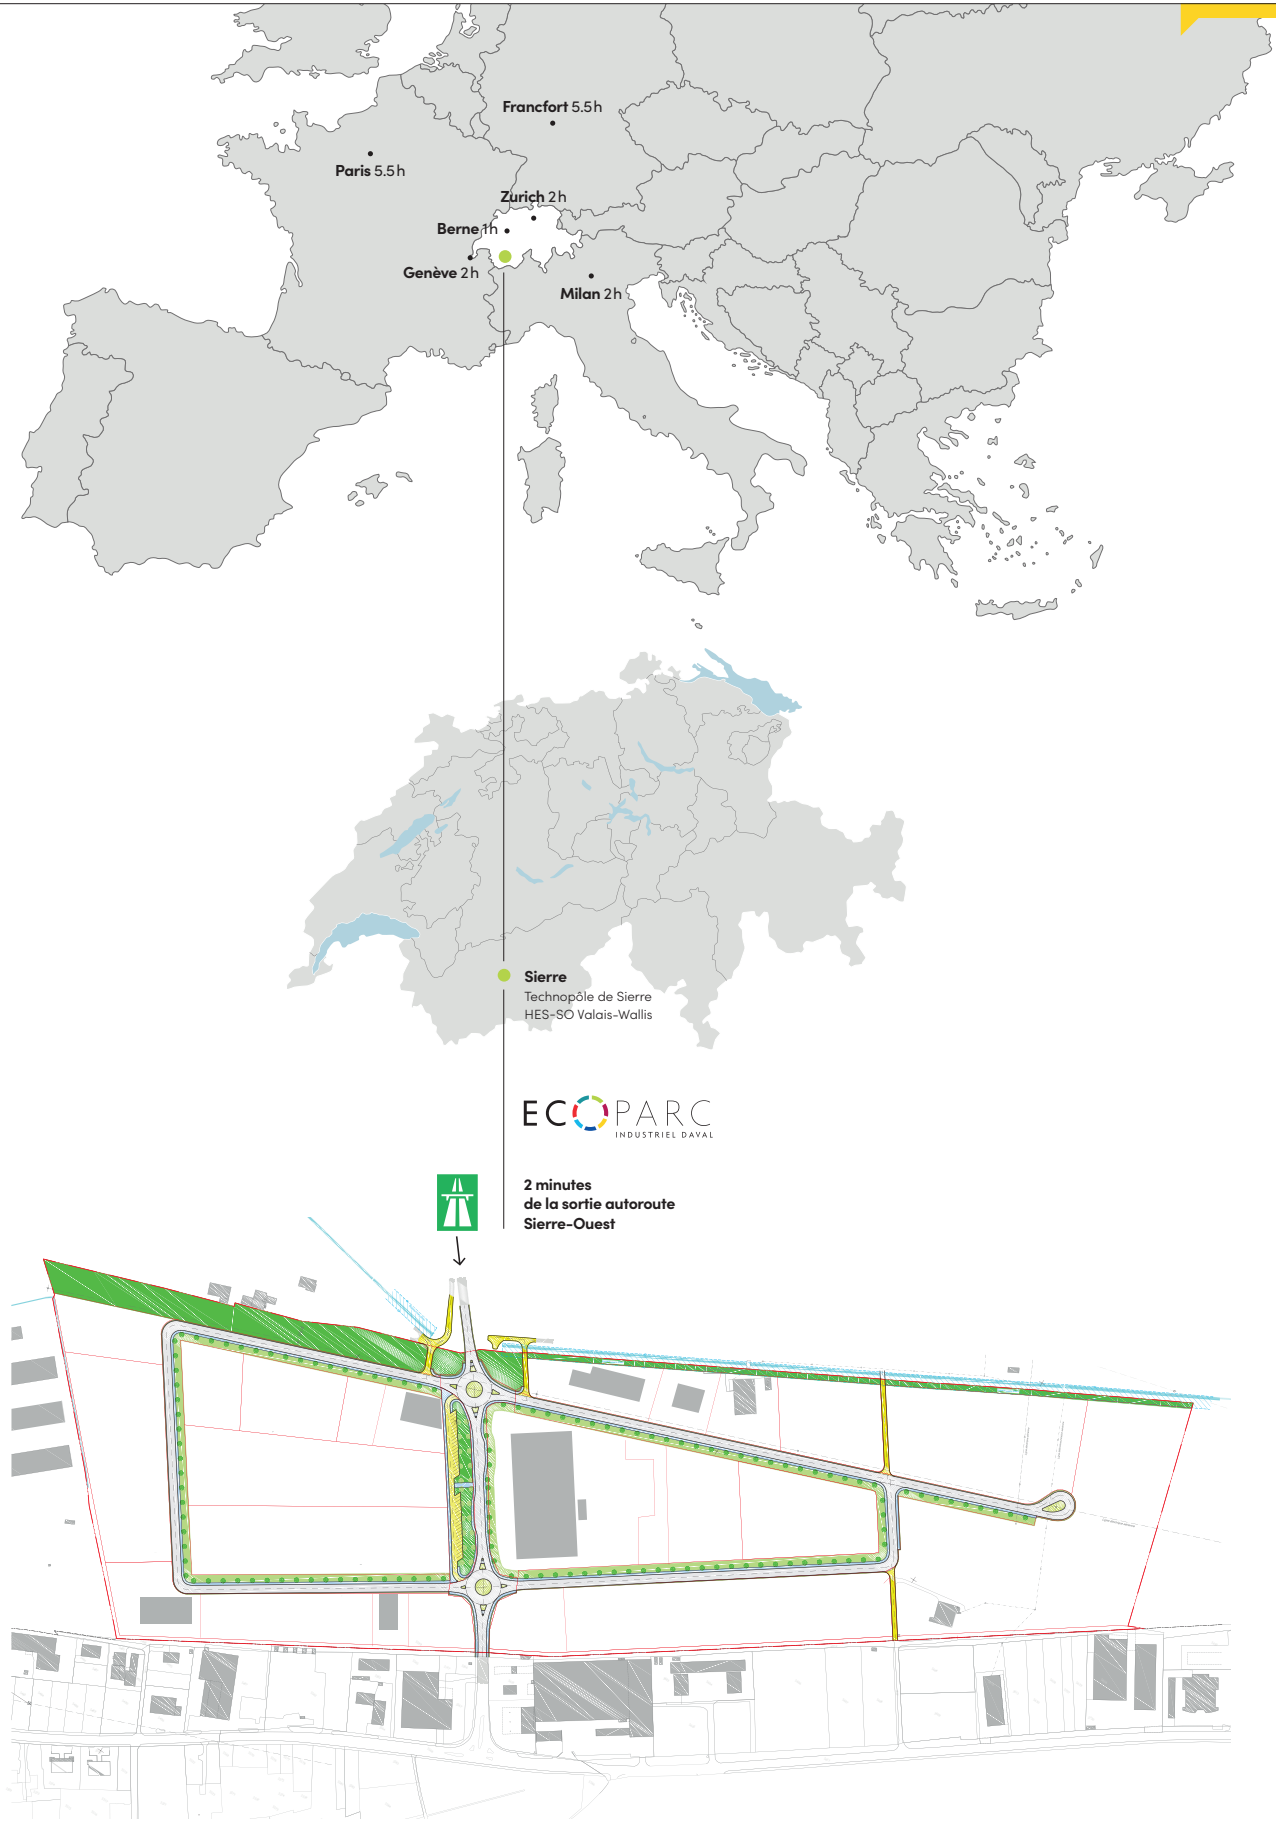 Francfort 5.5h
Paris 5.5h
Zurich 2h
Berne 1h
Genève 2h
Milan 2h
Sierre
Technopôle de Sierre
HES-SO Valais-Wallis
ECOPARC
INDUSTRIEL DAVAL
2 minutes
de la sortie autoroute
Sierre-Ouest